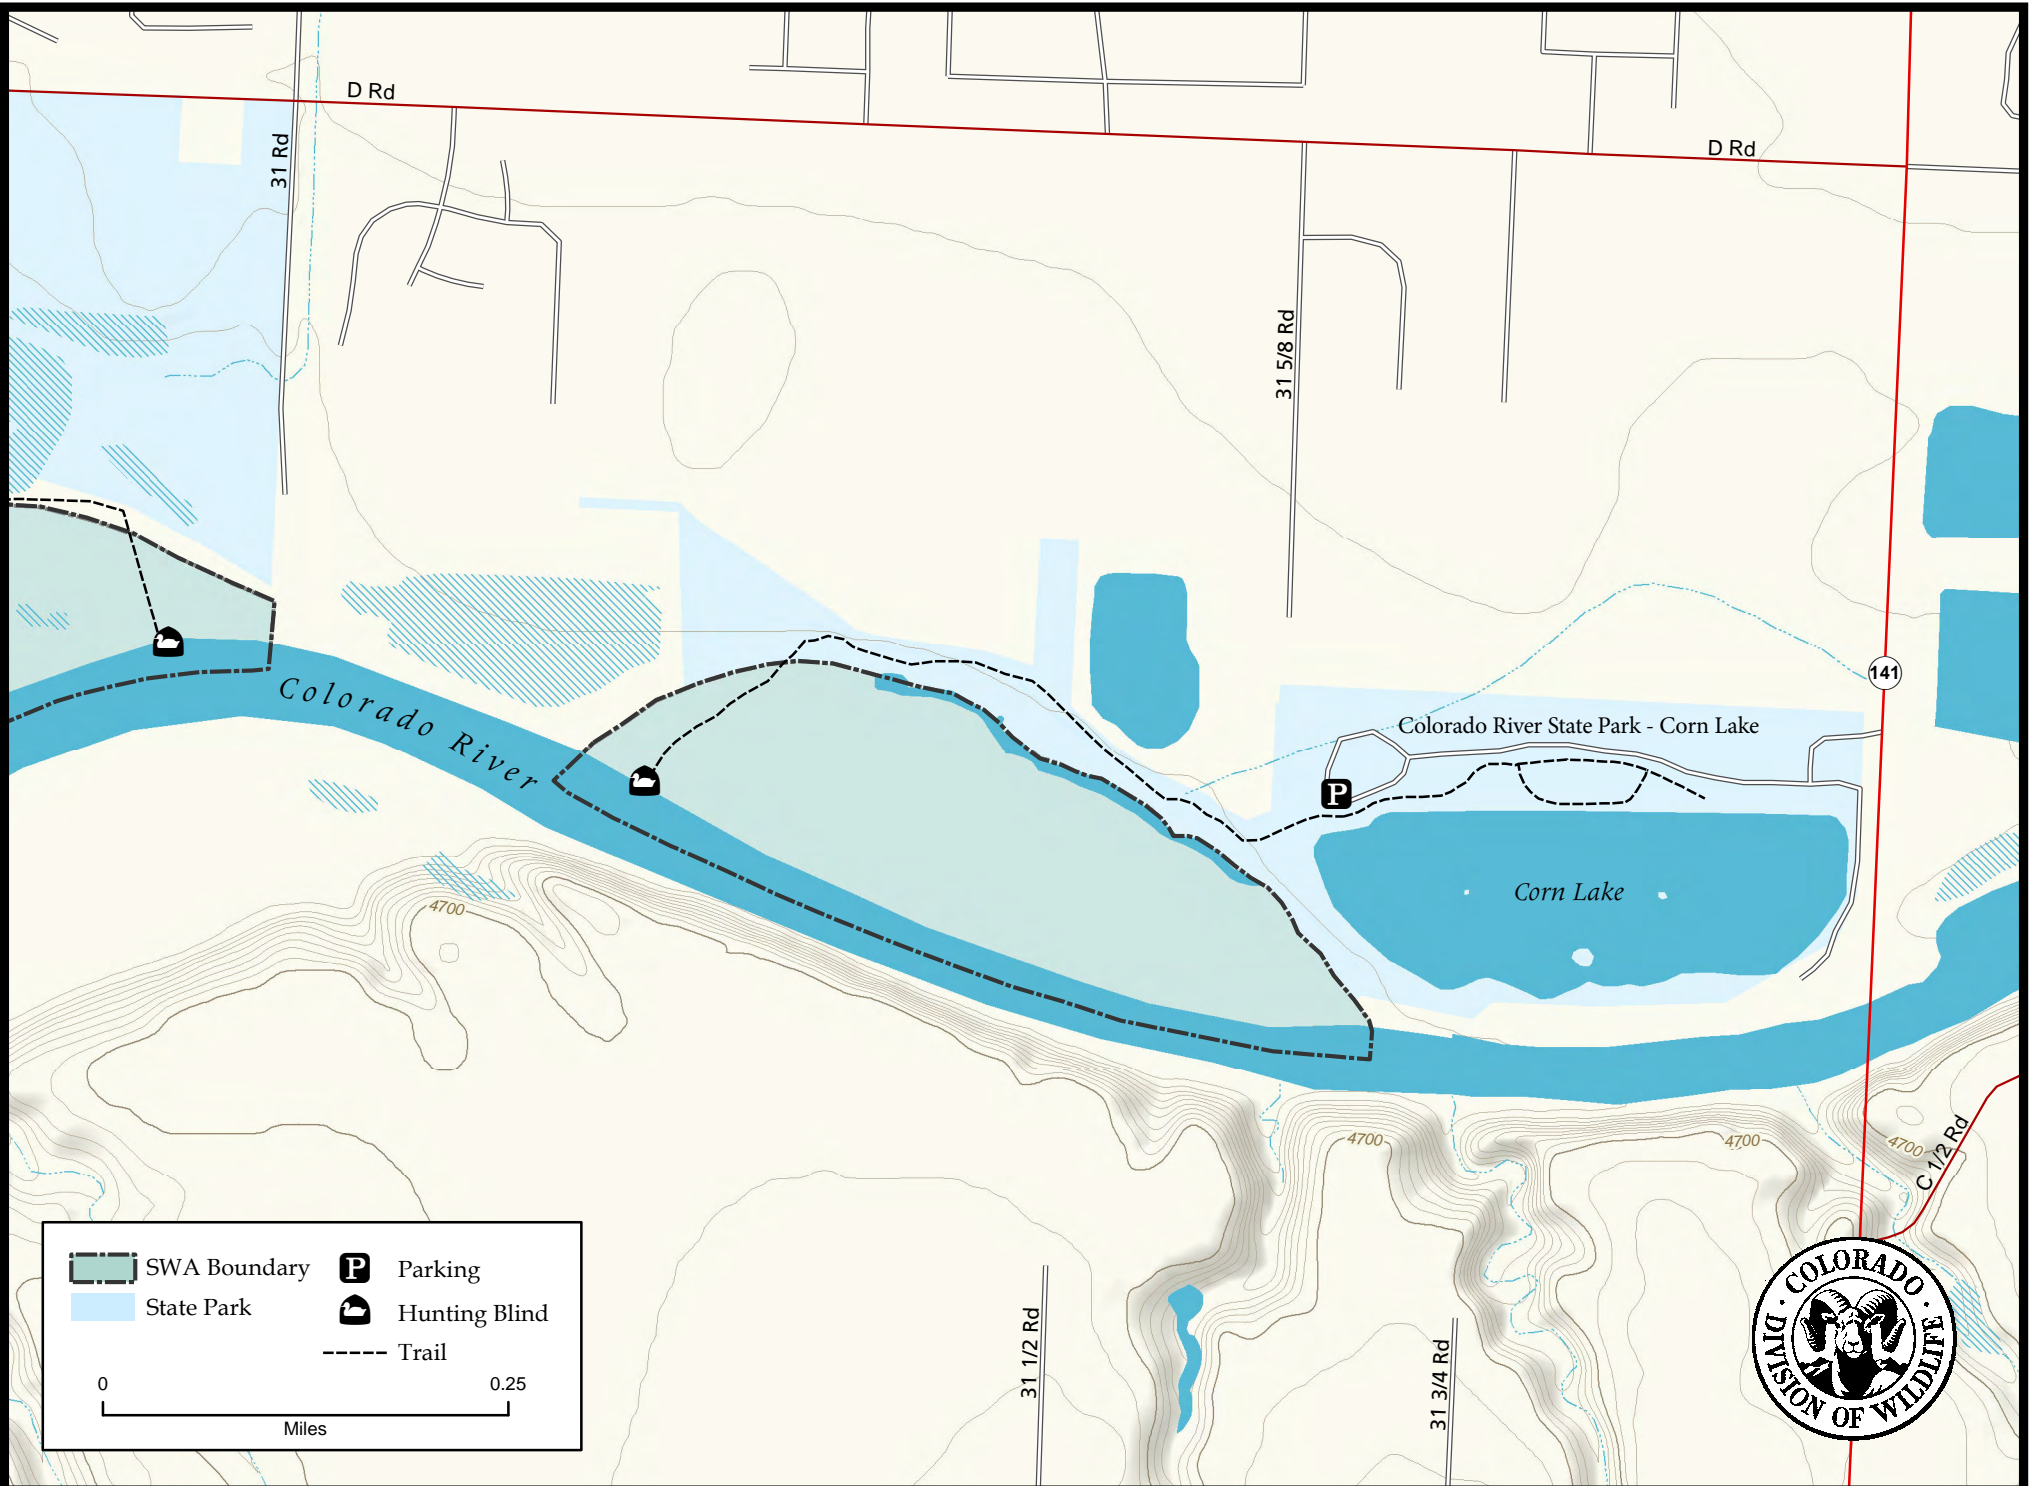 D Rd
D Rd
31 Rd
31 5/8 Rd
141
Colorado River State Park - Corn Lake
Colorado River
P
Corn Lake
4700
4700
4700
4700
C 1/2 Rd
31 1/2 Rd
31 3/4 Rd
SWA Boundary
State Park
P Parking
Hunting Blind
Trail
0 0.25
Miles
· COLORADO ·
DIVISION OF WILDLIFE